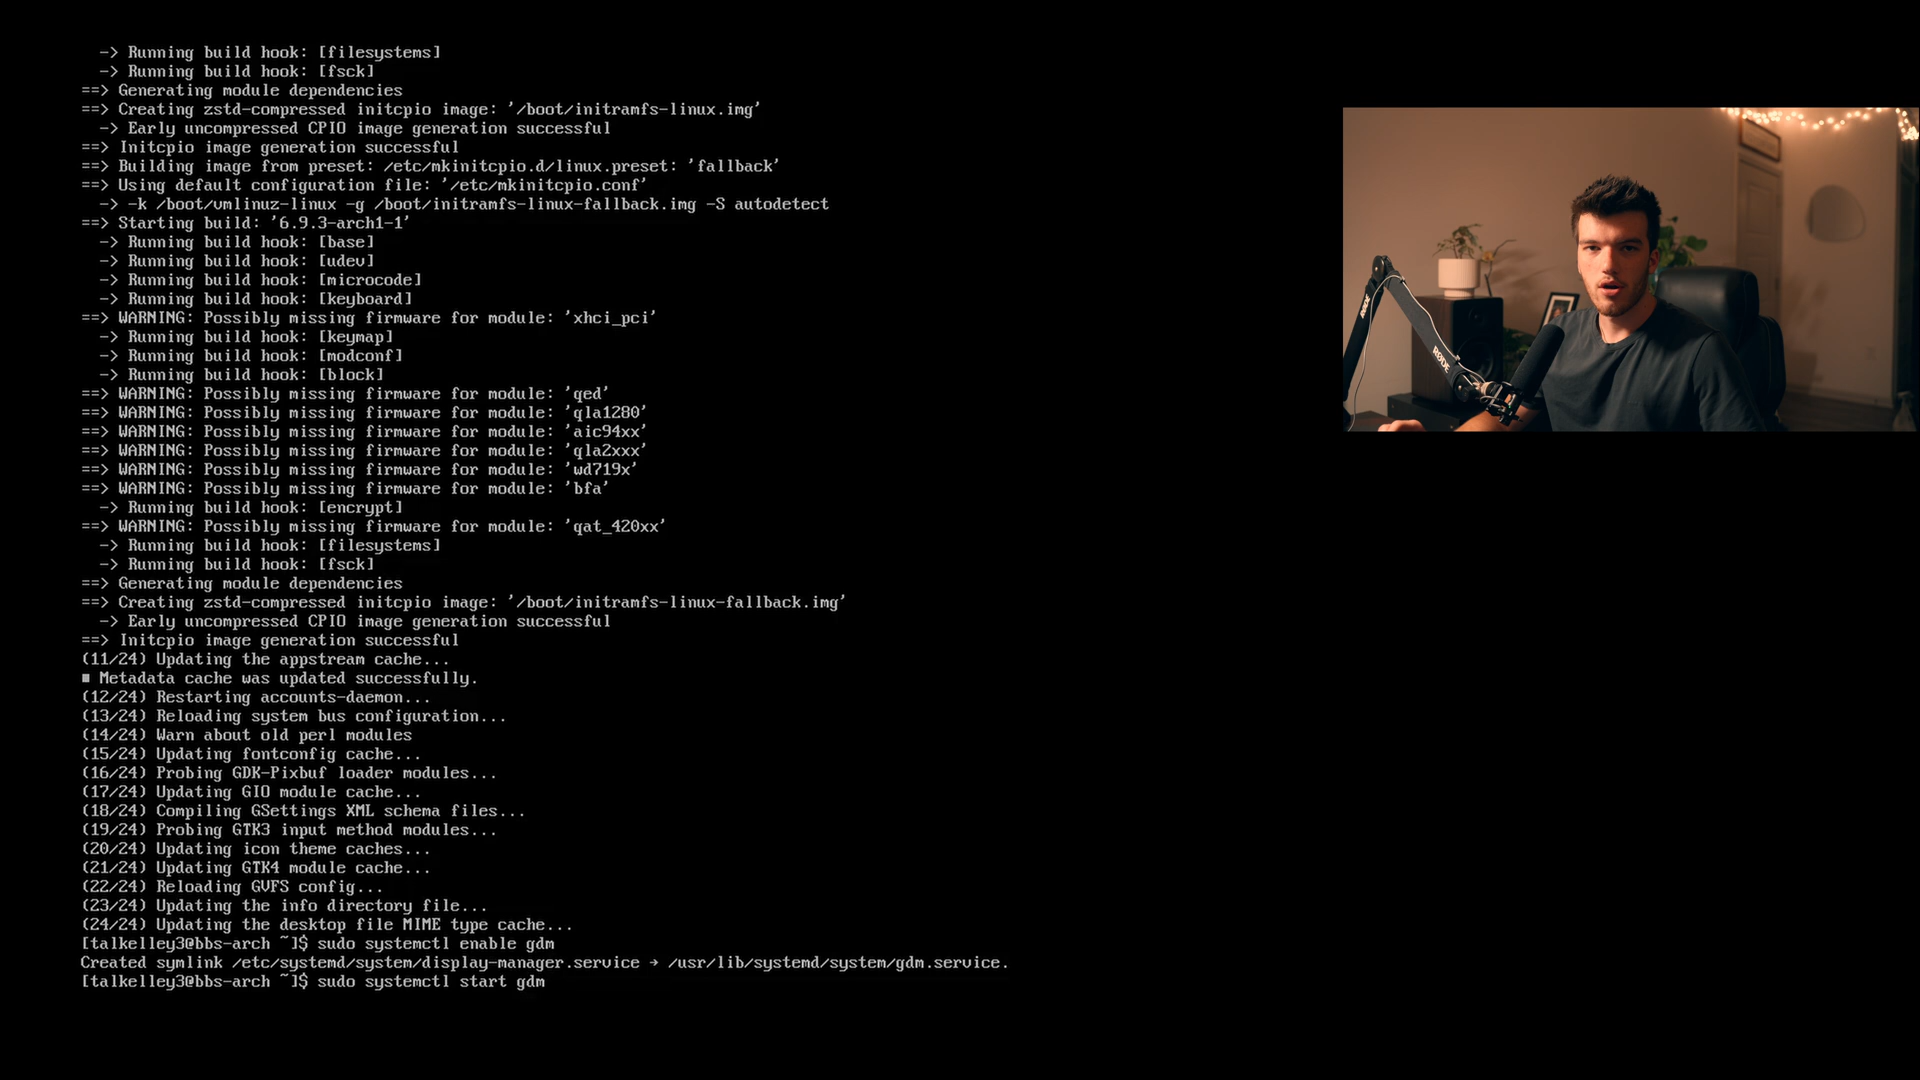 -> Running build hook: [filesystems]
-> Running build hook: [fsck]
==> Generating module dependencies
==> Creating zstd-compressed initcpio image: '/boot/initramfs-linux.img'
-> Early uncompressed CPIO image generation successful
==> Initcpio image generation successful
==> Building image from preset: /etc/mkinitcpio.d/linux.preset: 'fallback'
==> Using default configuration file: '/etc/mkinitcpio.conf'
-> -k /boot/vmlinuz-linux -g /boot/initramfs-linux-fallback.img -S autodetect
==> Starting build: '6.9.3-arch1-1'
-> Running build hook: [base]
-> Running build hook: [udev]
-> Running build hook: [microcode]
-> Running build hook: [keyboard]
==> WARNING: Possibly missing firmware for module: 'xhci_pci'
-> Running build hook: [keymap]
-> Running build hook: [modconf]
-> Running build hook: [block]
==> WARNING: Possibly missing firmware for module: 'qed'
==> WARNING: Possibly missing firmware for module: 'qla1280'
==> WARNING: Possibly missing firmware for module: 'aic94xx'
==> WARNING: Possibly missing firmware for module: 'qla2xxx'
==> WARNING: Possibly missing firmware for module: 'wd719x'
==> WARNING: Possibly missing firmware for module: 'bfa'
-> Running build hook: [encrypt]
==> WARNING: Possibly missing firmware for module: 'qat_420xx'
-> Running build hook: [filesystems]
-> Running build hook: [fsck]
==> Generating module dependencies
==> Creating zstd-compressed initcpio image: '/boot/initramfs-linux-fallback.img'
-> Early uncompressed CPIO image generation successful
==> Initcpio image generation successful
(11/24) Updating the appstream cache...
■ Metadata cache was updated successfully.
(12/24) Restarting accounts-daemon...
(13/24) Reloading system bus configuration...
(14/24) Warn about old perl modules
(15/24) Updating fontconfig cache...
(16/24) Probing GDK-Pixbuf loader modules...
(17/24) Updating GIO module cache...
(18/24) Compiling GSettings XML schema files...
(19/24) Probing GTK3 input method modules...
(20/24) Updating icon theme caches...
(21/24) Updating GTK4 module cache...
(22/24) Reloading GVFS config...
(23/24) Updating the info directory file...
(24/24) Updating the desktop file MIME type cache...
[talkelley3@bbs-arch ~]$ sudo systemctl enable gdm
Created symlink /etc/systemd/system/display-manager.service → /usr/lib/systemd/system/gdm.service.
[talkelley3@bbs-arch ~]$ sudo systemctl start gdm
RØDE
RØDE